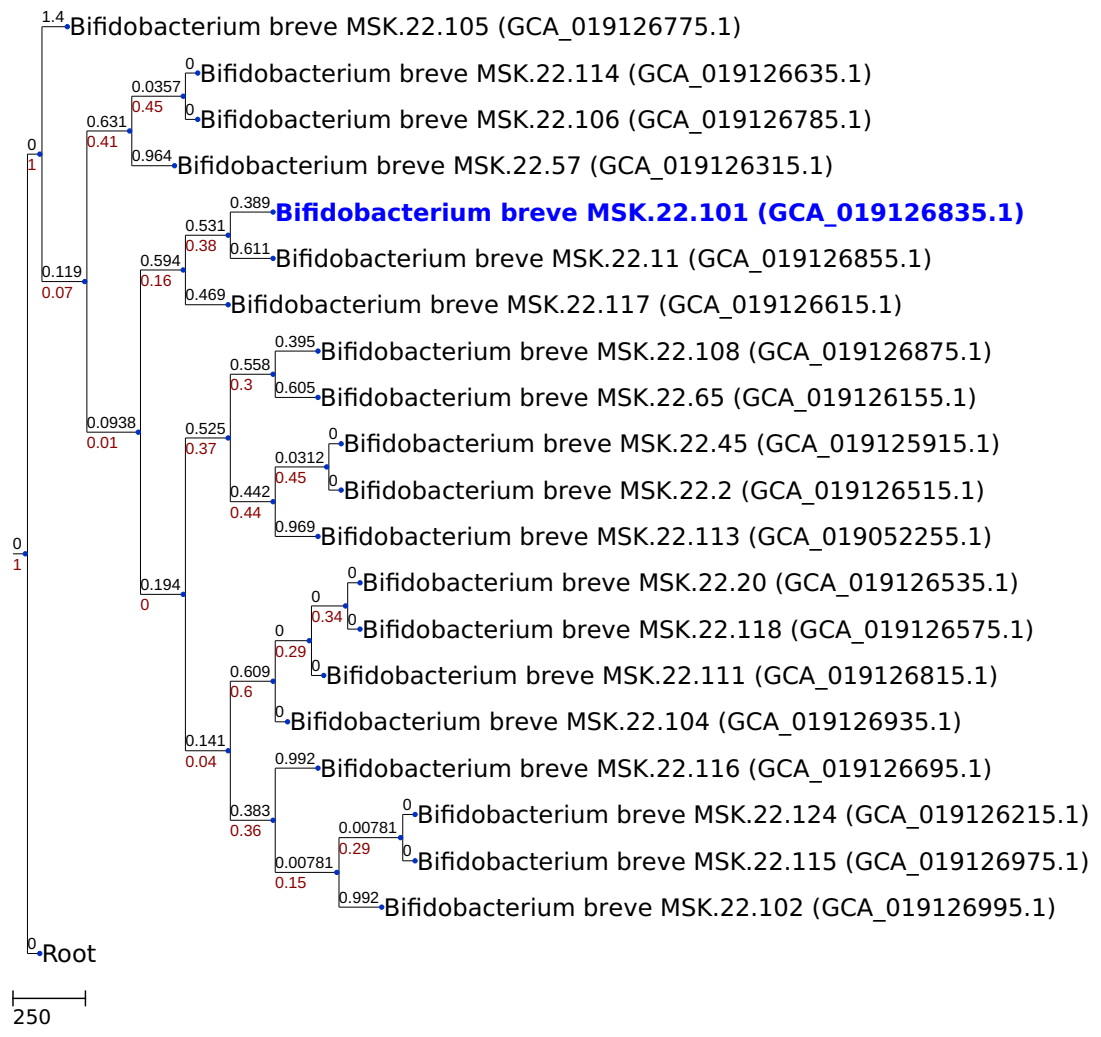 1.4
Bifidobacterium breve MSK.22.105 (GCA_019126775.1)
0
Bifidobacterium breve MSK.22.114 (GCA_019126635.1)
0.0357
0.45
0
Bifidobacterium breve MSK.22.106 (GCA_019126785.1)
0.631
0.41
0.964
Bifidobacterium breve MSK.22.57 (GCA_019126315.1)
0
1
0.389
Bifidobacterium breve MSK.22.101 (GCA_019126835.1)
0.531
0.38
0.611
Bifidobacterium breve MSK.22.11 (GCA_019126855.1)
0.594
0.16
0.469
Bifidobacterium breve MSK.22.117 (GCA_019126615.1)
0.119
0.07
0.395
Bifidobacterium breve MSK.22.108 (GCA_019126875.1)
0.558
0.3
0.605
Bifidobacterium breve MSK.22.65 (GCA_019126155.1)
0.0938
0.01
0.525
0.37
0
Bifidobacterium breve MSK.22.45 (GCA_019125915.1)
0.0312
0.45
0
Bifidobacterium breve MSK.22.2 (GCA_019126515.1)
0.442
0.44
0.969
Bifidobacterium breve MSK.22.113 (GCA_019052255.1)
0
1
0.194
0
0
Bifidobacterium breve MSK.22.20 (GCA_019126535.1)
0
0.34
0
Bifidobacterium breve MSK.22.118 (GCA_019126575.1)
0
0.29
0
Bifidobacterium breve MSK.22.111 (GCA_019126815.1)
0.609
0.6
0
Bifidobacterium breve MSK.22.104 (GCA_019126935.1)
0.141
0.04
0.992
Bifidobacterium breve MSK.22.116 (GCA_019126695.1)
0.383
0.36
0
Bifidobacterium breve MSK.22.124 (GCA_019126215.1)
0.00781
0.29
0
Bifidobacterium breve MSK.22.115 (GCA_019126975.1)
0.00781
0.15
0.992
Bifidobacterium breve MSK.22.102 (GCA_019126995.1)
0
Root
250